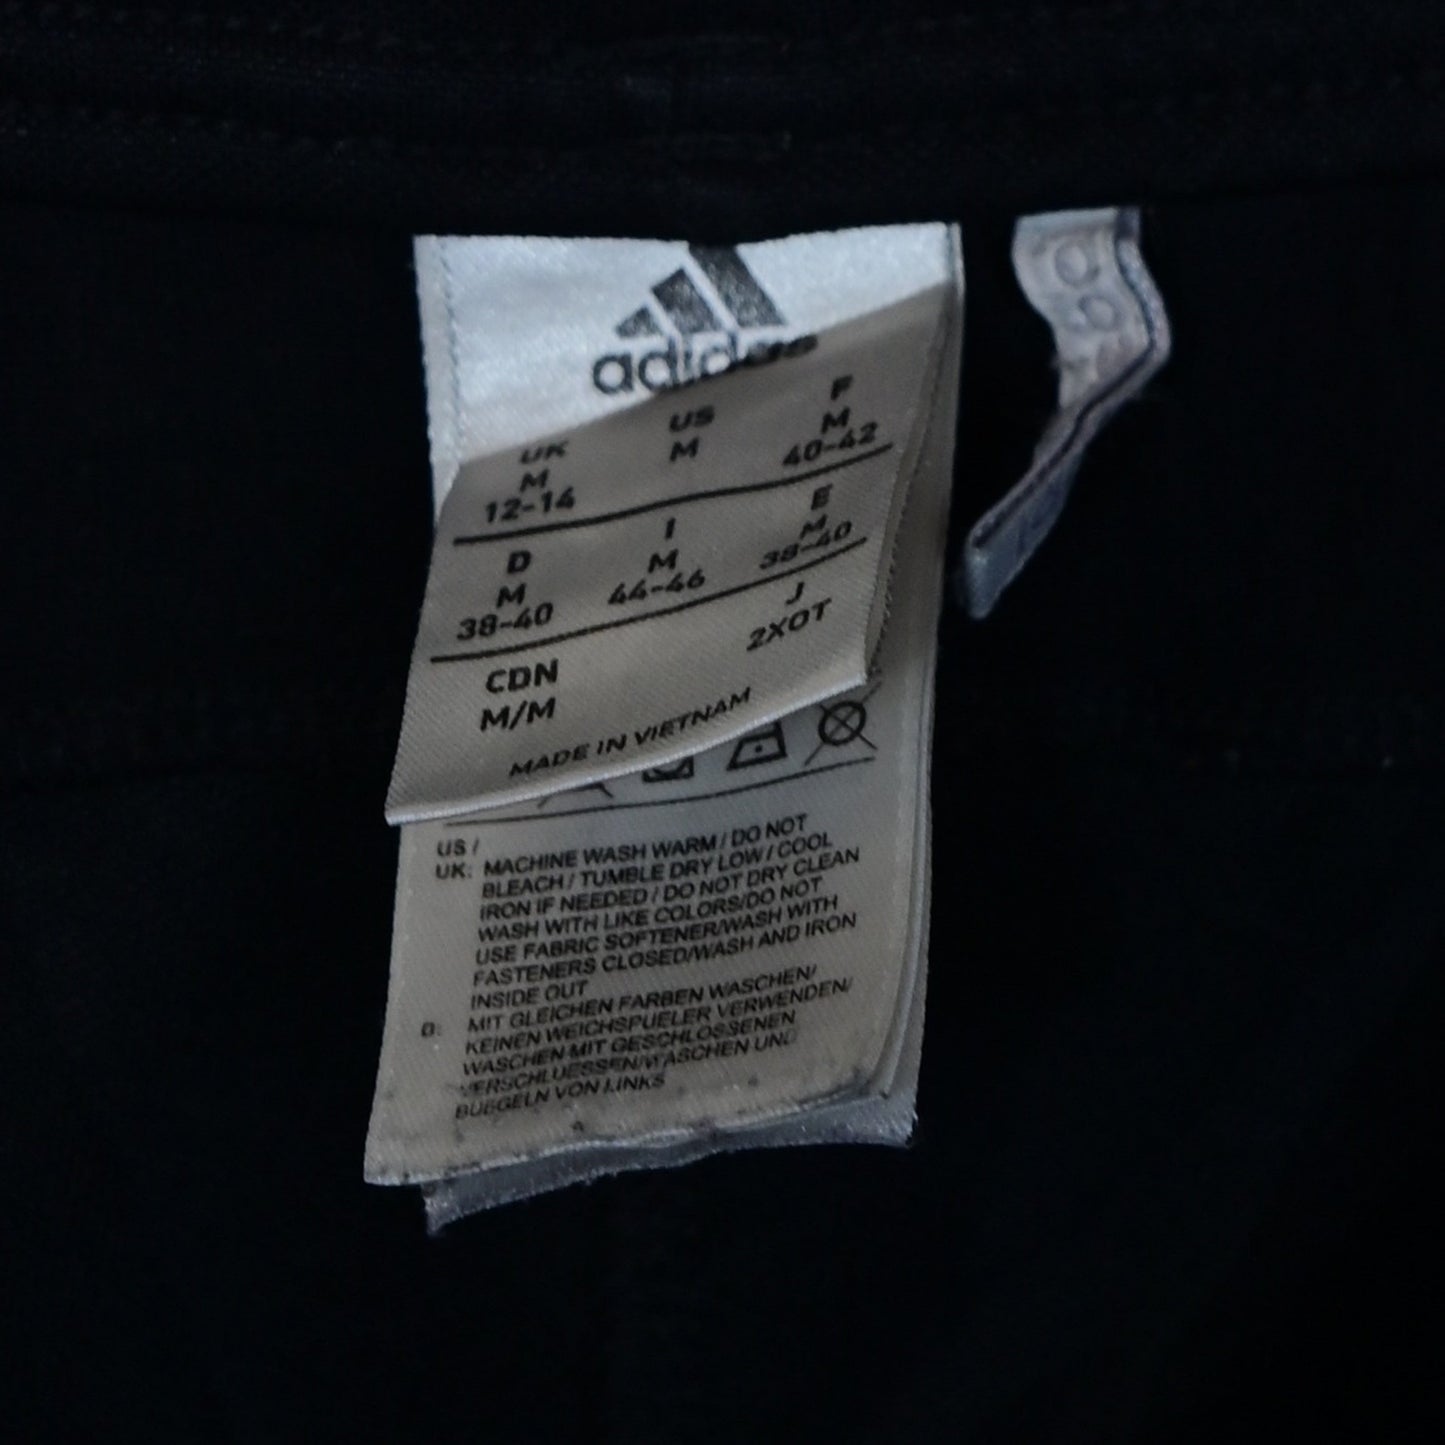 adidas
UK US F
M M M
12-14 40-42
D I E
M M M
38-40 44-46 38-40
CDN J
M/M 2XOT
MADE IN VIETNAM
US /
UK: MACHINE WASH WARM / DO NOT
BLEACH / TUMBLE DRY LOW / COOL
IRON IF NEEDED / DO NOT DRY CLEAN
WASH WITH LIKE COLORS/DO NOT
USE FABRIC SOFTENER/WASH WITH
FASTENERS CLOSED/WASH AND IRON
INSIDE OUT
D: MIT GLEICHEN FARBEN WASCHEN/
KEINEN WEICHSPUELER VERWENDEN/
WASCHEN MIT GESCHLOSSENEN
VERSCHLUESSEN/WASCHEN UND
BUEGELN VON LINKS